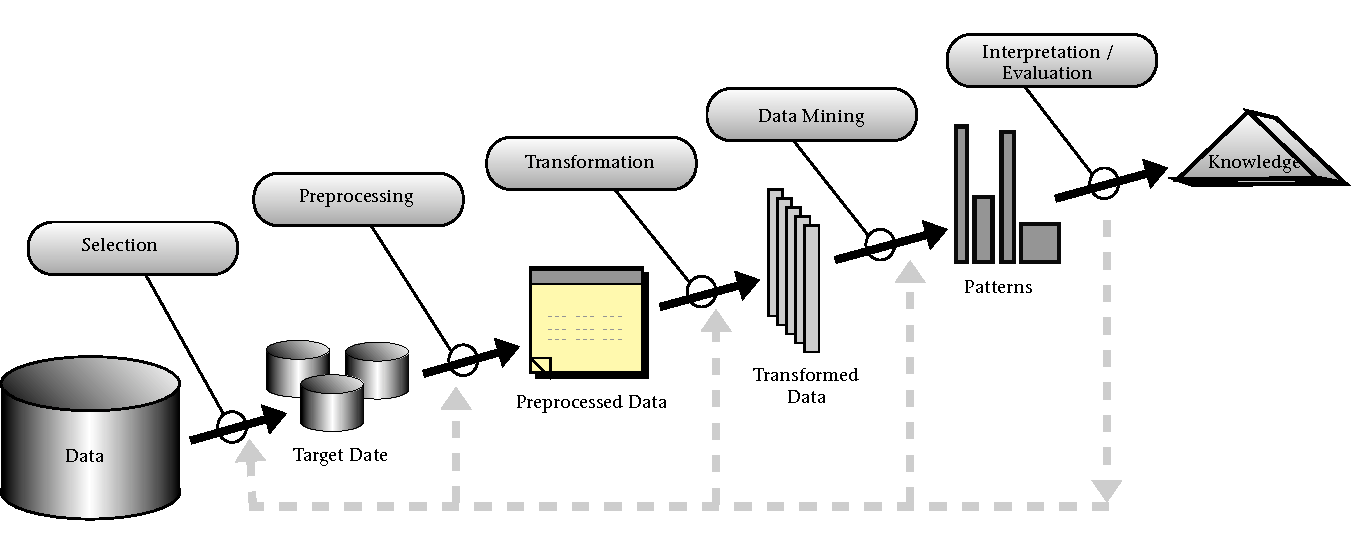 Interpretation /
Evaluation
Data Mining
Transformation
Preprocessing
Selection
Knowledge
Patterns
Transformed
Data
Preprocessed Data
Target Date
Data